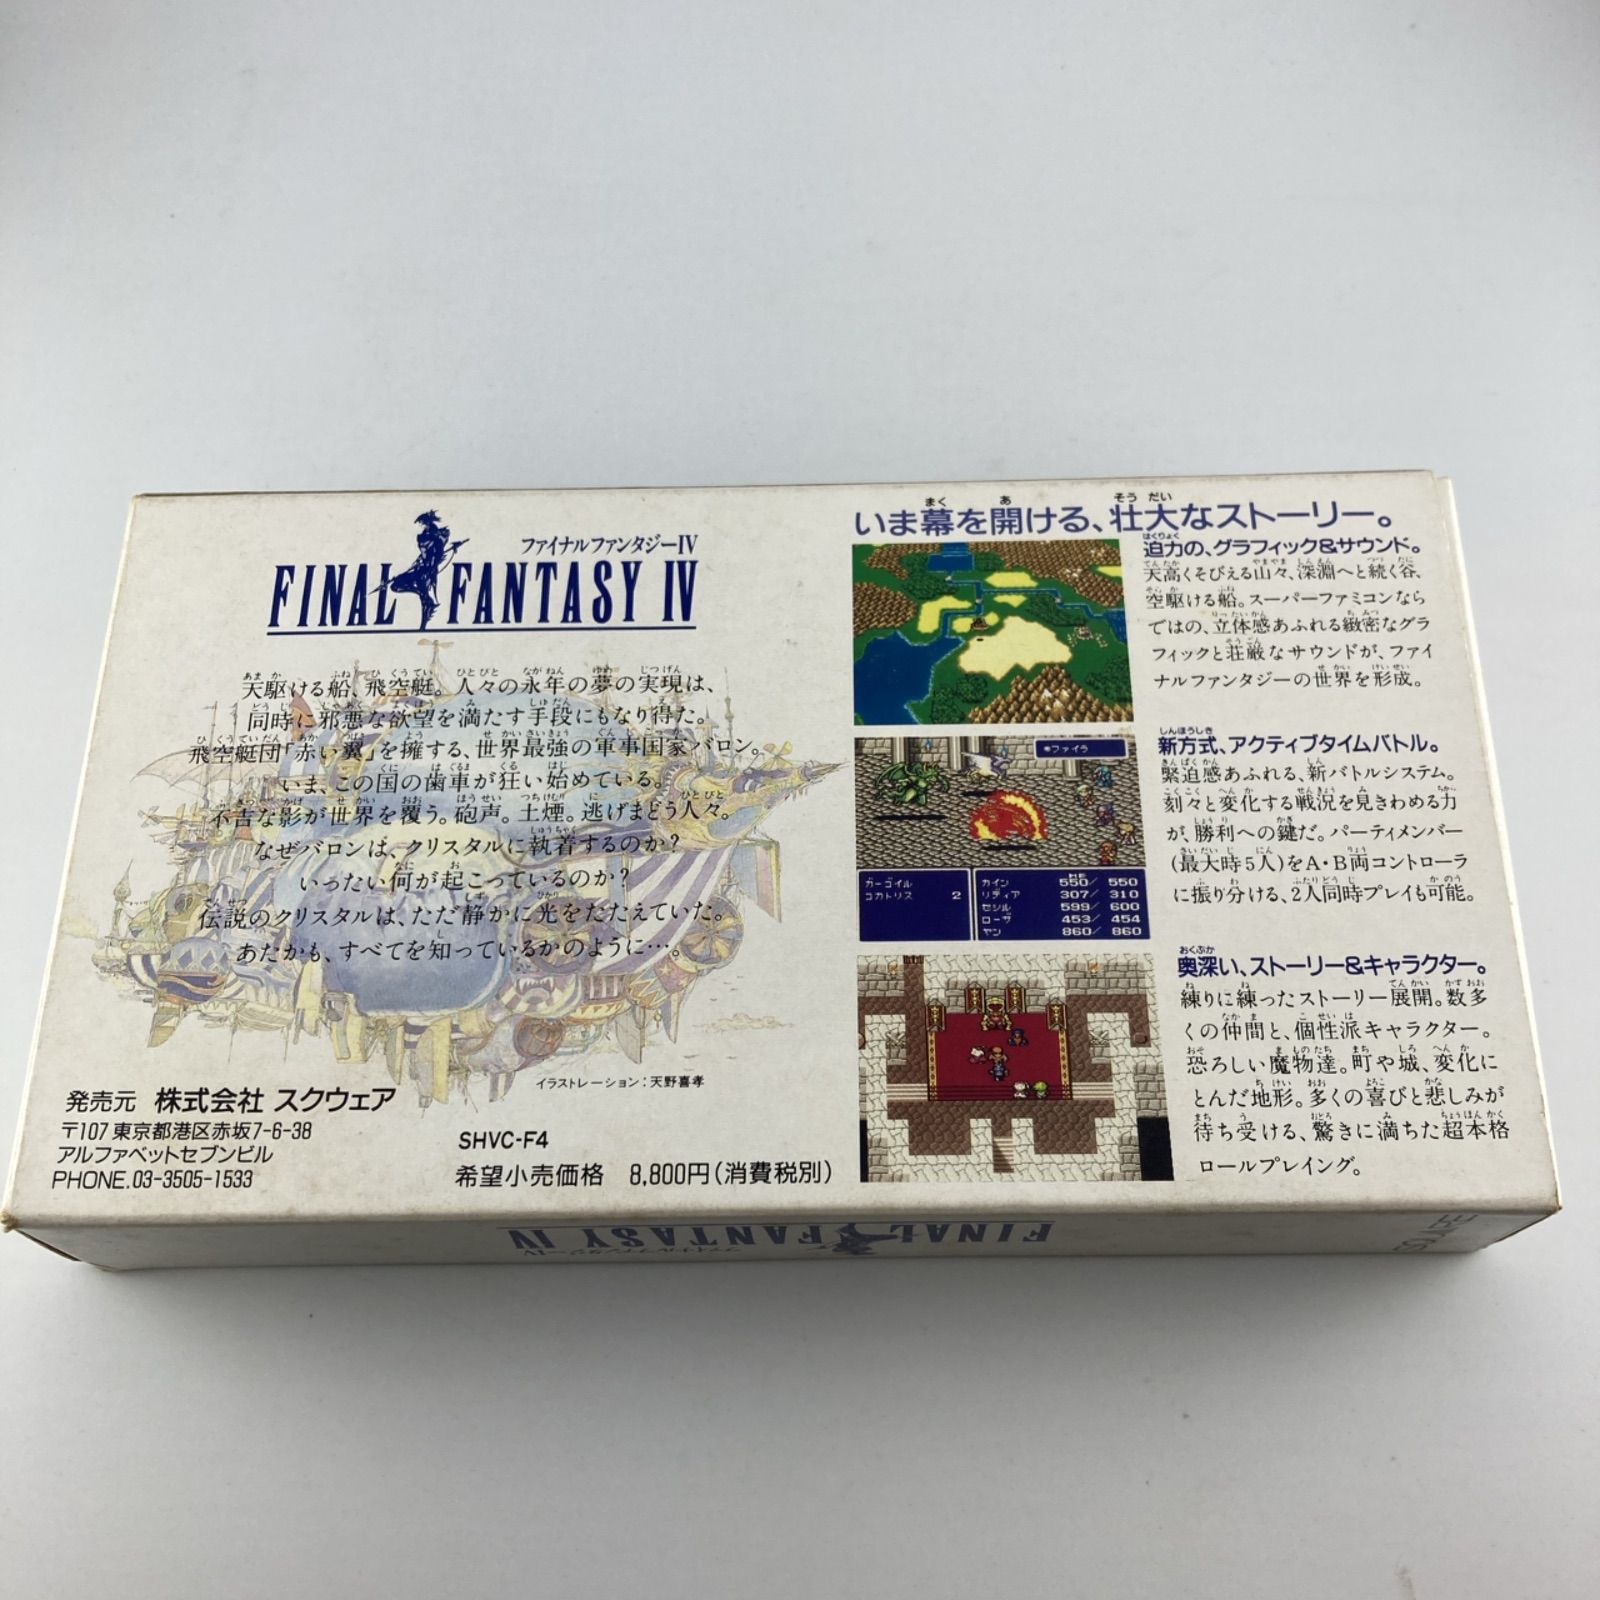 ファイナルファンタジーIV
FINAL FANTASY IV
天駆ける船、飛空艇。人々の永年の夢の実現は、
同時に邪悪な欲望を満たす手段にもなり得た。
飛空艇団「赤い翼」を擁する、世界最強の軍事国家バロン。
いま、この国の歯車が狂い始めている。
不吉な影が世界を覆う。砲声。土煙。逃げまどう人々。
なぜバロンは、クリスタルに執着するのか?
いったい何が起こっているのか?
伝説のクリスタルは、ただ静かに光をたたえていた。
あたかも、すべてを知っているかのように…。
イラストレーション:天野喜孝
発売元 株式会社 スクウェア
〒107 東京都港区赤坂7-6-38
アルファベットセブンビル
PHONE.03-3505-1533
SHVC-F4
希望小売価格 8,800円(消費税別)
いま幕を開ける、壮大なストーリー。
迫力の、グラフィック&サウンド。
天高くそびえる山々、深淵へと続く谷、
空駆ける船。スーパーファミコンなら
ではの、立体感あふれる緻密なグラ
フィックと荘厳なサウンドが、ファイ
ナルファンタジーの世界を形成。
ファイラ
ガーゴイル
コカトリス 2
HP
カイン 550/ 550
リディア 307/ 310
セシル 599/ 600
ローザ 453/ 454
ヤン 860/ 860
新方式、アクティブタイムバトル。
緊迫感あふれる、新バトルシステム。
刻々と変化する戦況を見きわめる力
が、勝利への鍵だ。パーティメンバー
(最大時5人)をA・B両コントローラ
に振り分ける、2人同時プレイも可能。
奥深い、ストーリー&キャラクター。
練りに練ったストーリー展開。数多
くの仲間と、個性派キャラクター。
恐ろしい魔物達。町や城、変化に
とんだ地形。多くの喜びと悲しみが
待ち受ける、驚きに満ちた超本格
ロールプレイング。
FINAL FANTASY IV
ファイナルファンタジーIV